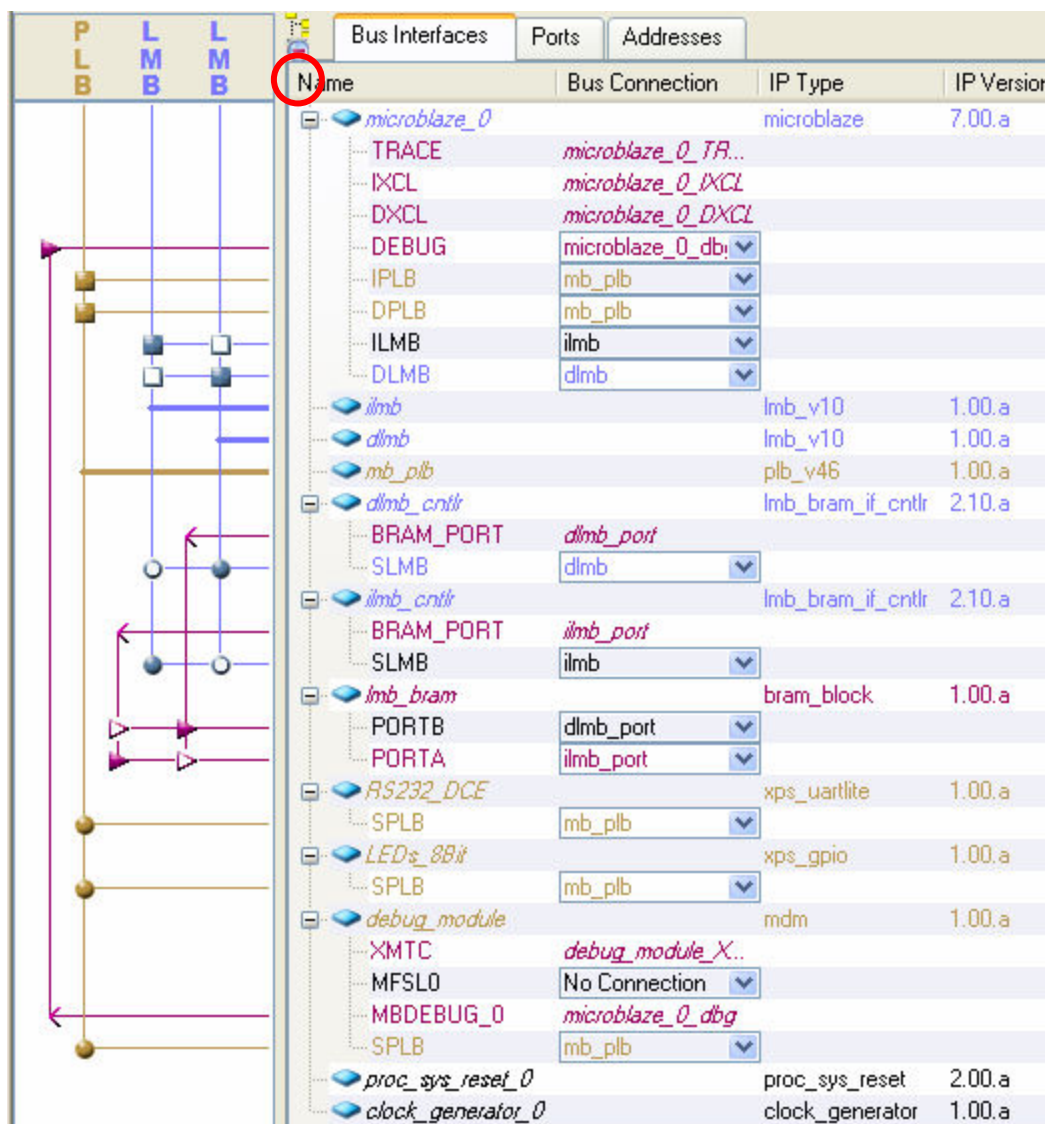 PLB LMB LMB
Bus Interfaces Ports Addresses
Name Bus Connection IP Type IP Version
microblaze_0 microblaze 7.00.a
TRACE microblaze_0_TR...
IXCL microblaze_0_IXCL
DXCL microblaze_0_DXCL
DEBUG microblaze_0_db
IPLB mb_plb
DPLB mb_plb
ILMB ilmb
DLMB dlmb
ilmb lmb_v10 1.00.a
dlmb lmb_v10 1.00.a
mb_plb plb_v46 1.00.a
dlmb_cntlr lmb_bram_if_cntlr 2.10.a
BRAM_PORT dlmb_port
SLMB dlmb
ilmb_cntlr lmb_bram_if_cntlr 2.10.a
BRAM_PORT ilmb_port
SLMB ilmb
lmb_bram bram_block 1.00.a
PORTB dlmb_port
PORTA ilmb_port
RS232_DCE xps_uartlite 1.00.a
SPLB mb_plb
LEDs_8Bit xps_gpio 1.00.a
SPLB mb_plb
debug_module mdm 1.00.a
XMTC debug_module_X...
MFSL0 No Connection
MBDEBUG_0 microblaze_0_dbg
SPLB mb_plb
proc_sys_reset_0 proc_sys_reset 2.00.a
clock_generator_0 clock_generator 1.00.a